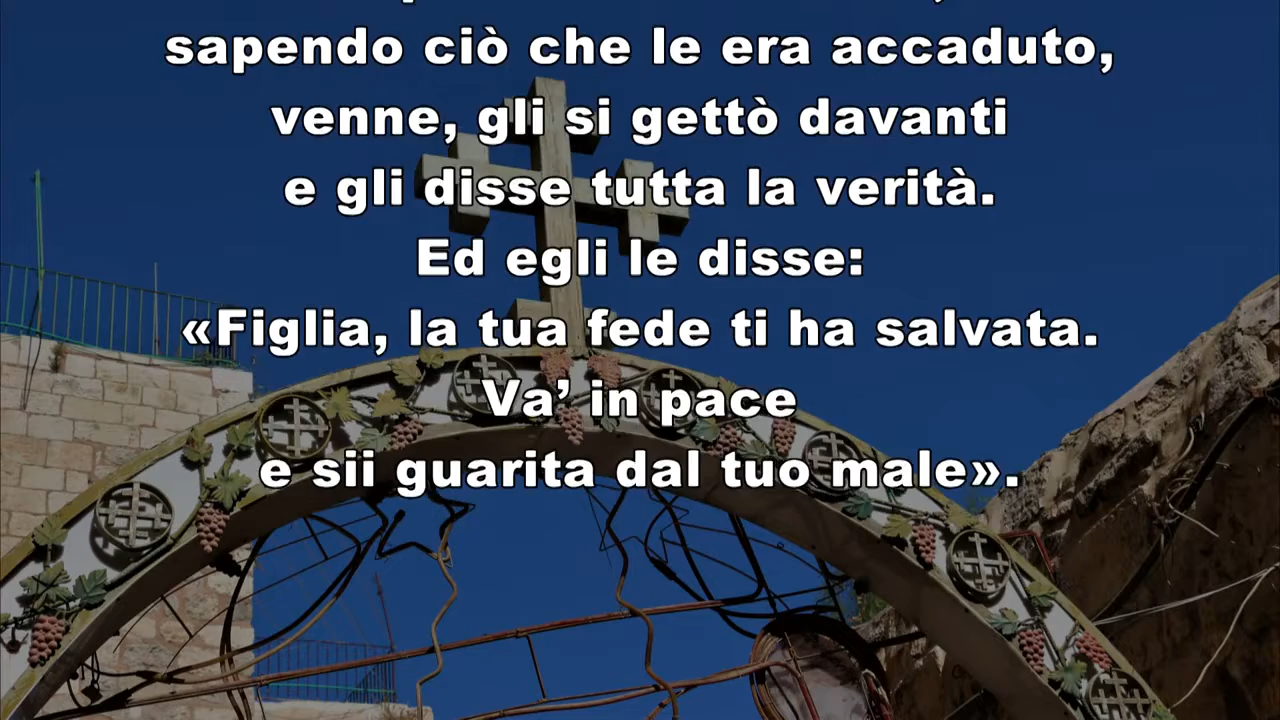 sapendo ciò che le era accaduto,
venne, gli si gettò davanti
e gli disse tutta la verità.
Ed egli le disse:
«Figlia, la tua fede ti ha salvata.
Va’ in pace
e sii guarita dal tuo male».